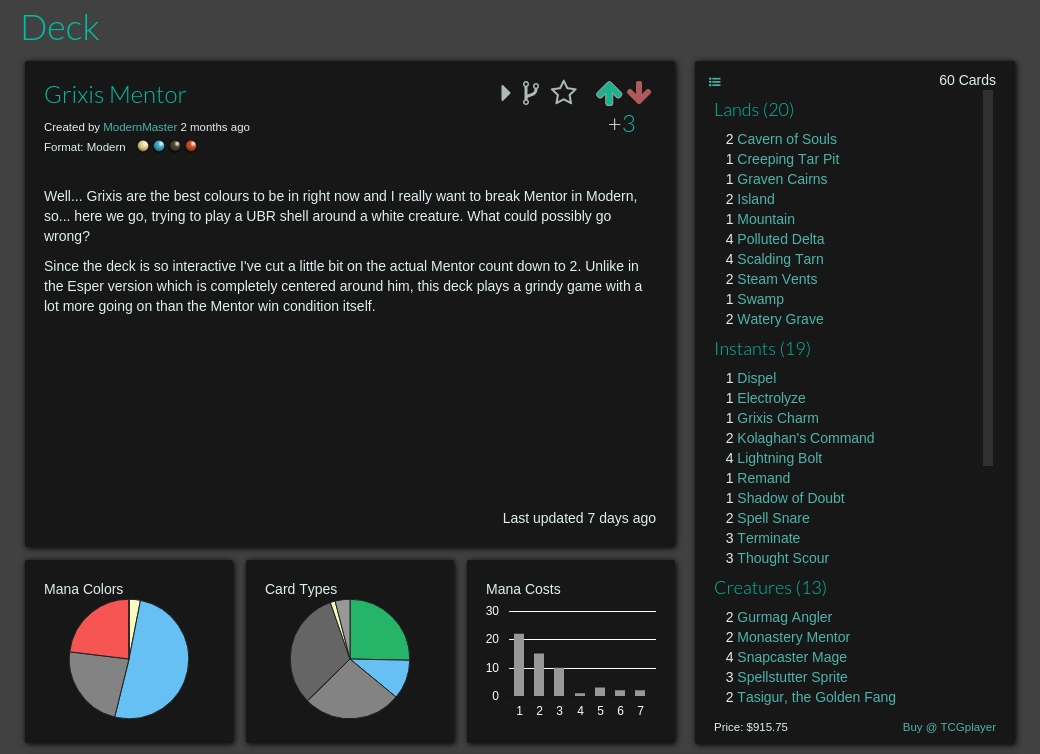 Deck
Grixis Mentor
+3
Created by ModernMaster 2 months ago
Format: Modern
Well... Grixis are the best colours to be in right now and I really want to break Mentor in Modern,
so... here we go, trying to play a UBR shell around a white creature. What could possibly go
wrong?
Since the deck is so interactive I've cut a little bit on the actual Mentor count down to 2. Unlike in
the Esper version which is completely centered around him, this deck plays a grindy game with a
lot more going on than the Mentor win condition itself.
Last updated 7 days ago
Mana Colors
Card Types
Mana Costs
30
20
10
0
1 2 3 4 5 6 7
60 Cards
Lands (20)
2 Cavern of Souls
1 Creeping Tar Pit
1 Graven Cairns
2 Island
1 Mountain
4 Polluted Delta
4 Scalding Tarn
2 Steam Vents
1 Swamp
2 Watery Grave
Instants (19)
1 Dispel
1 Electrolyze
1 Grixis Charm
2 Kolaghan's Command
4 Lightning Bolt
1 Remand
1 Shadow of Doubt
2 Spell Snare
3 Terminate
3 Thought Scour
Creatures (13)
2 Gurmag Angler
2 Monastery Mentor
4 Snapcaster Mage
3 Spellstutter Sprite
2 Tasigur, the Golden Fang
Price: $915.75
Buy @ TCGplayer